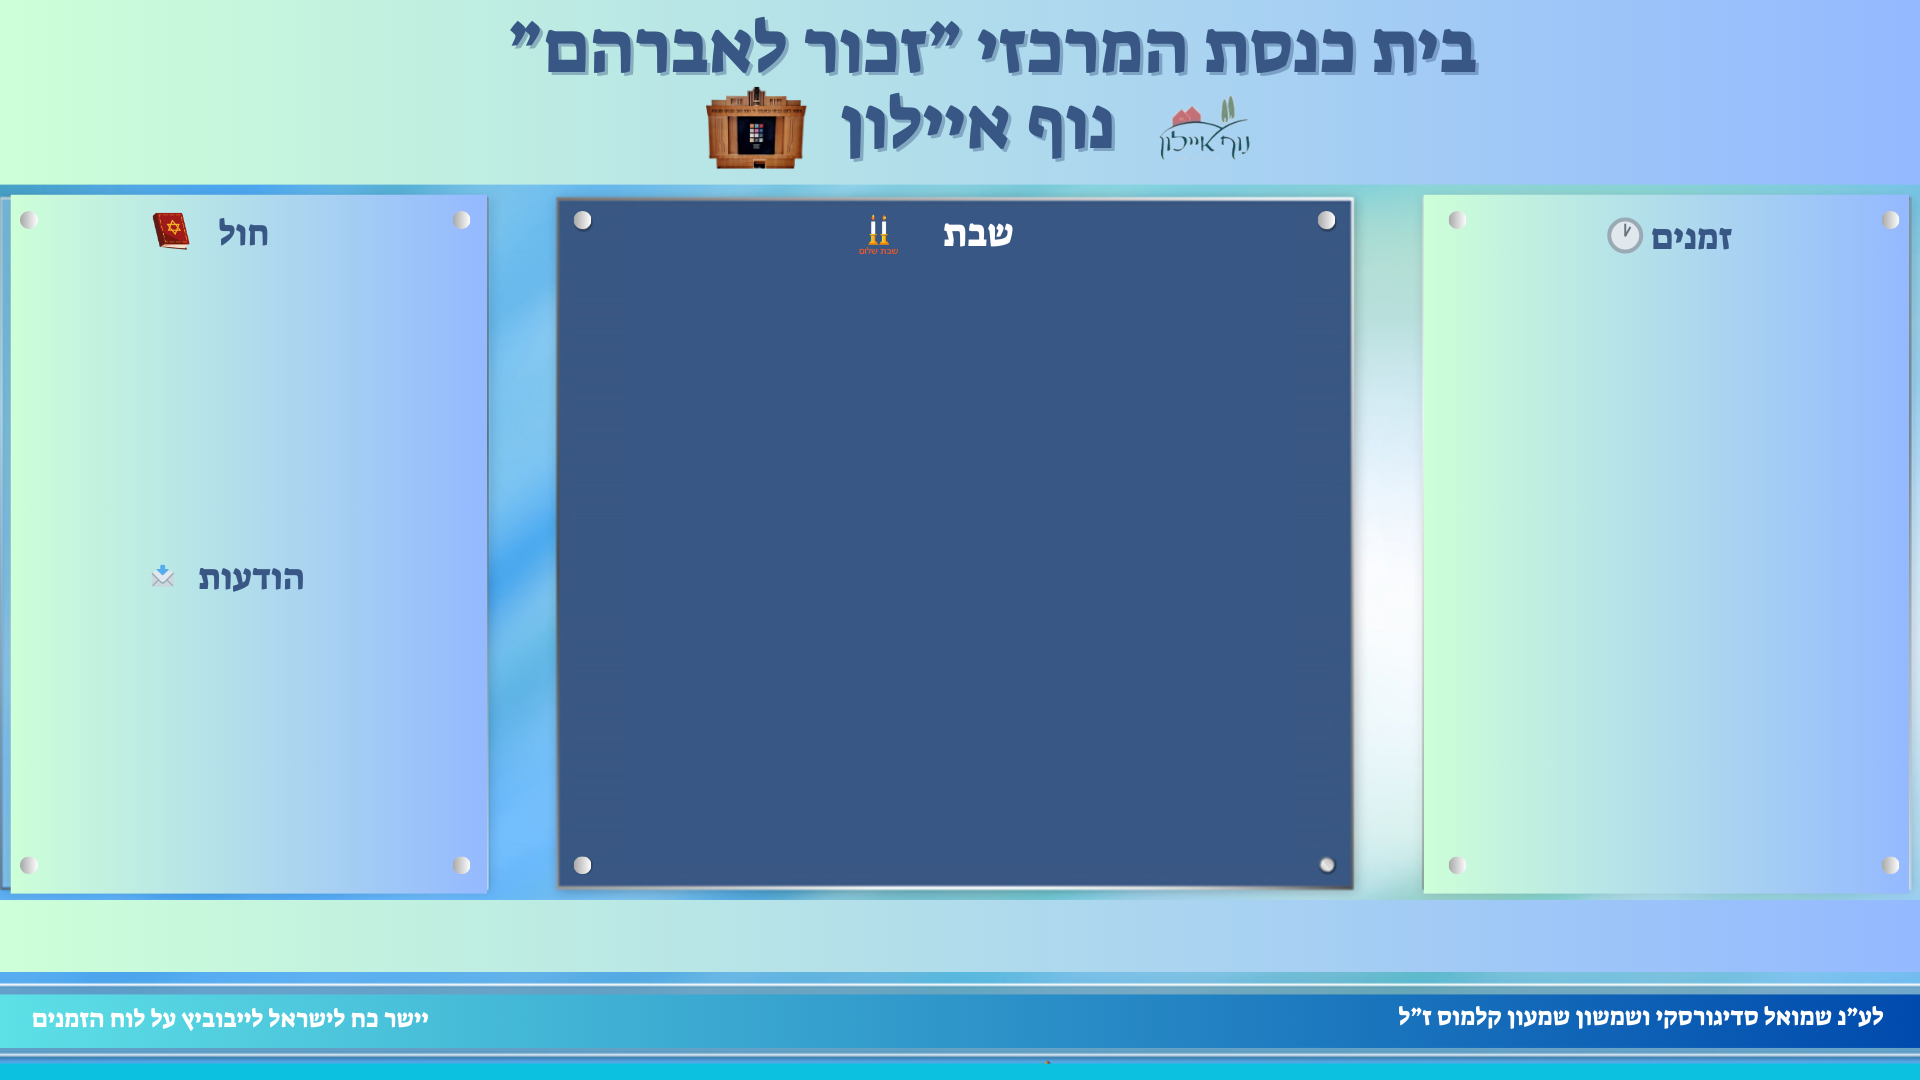 בית כנסת המרכזי "זכור לאברהם"
נוף איילון
נוף איילון
זמנים
שבת
שבת שלום
חול
הודעות
לע"נ שמואל סדיגורסקי ושמשון שמעון קלמוס ז"ל
יישר כח לישראל לייבוביץ על לוח הזמנים